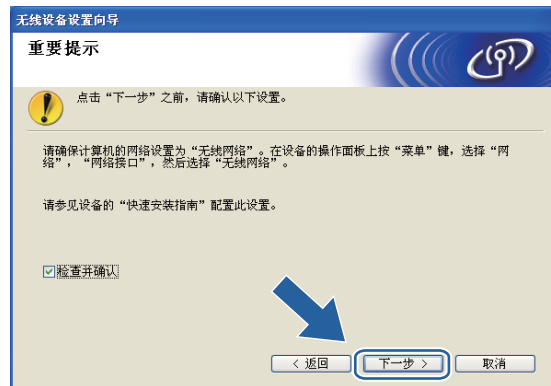 无线设备设置向导
重要提示
点击“下一步”之前，请确认以下设置。
请确保计算机的网络设置为“无线网络”。在设备的操作面板上按“菜单”键，选择“网
络”，“网络接口”，然后选择“无线网络”。
请参见设备的“快速安装指南”配置此设置。
检查并确认
< 返回 下一步 > 取消